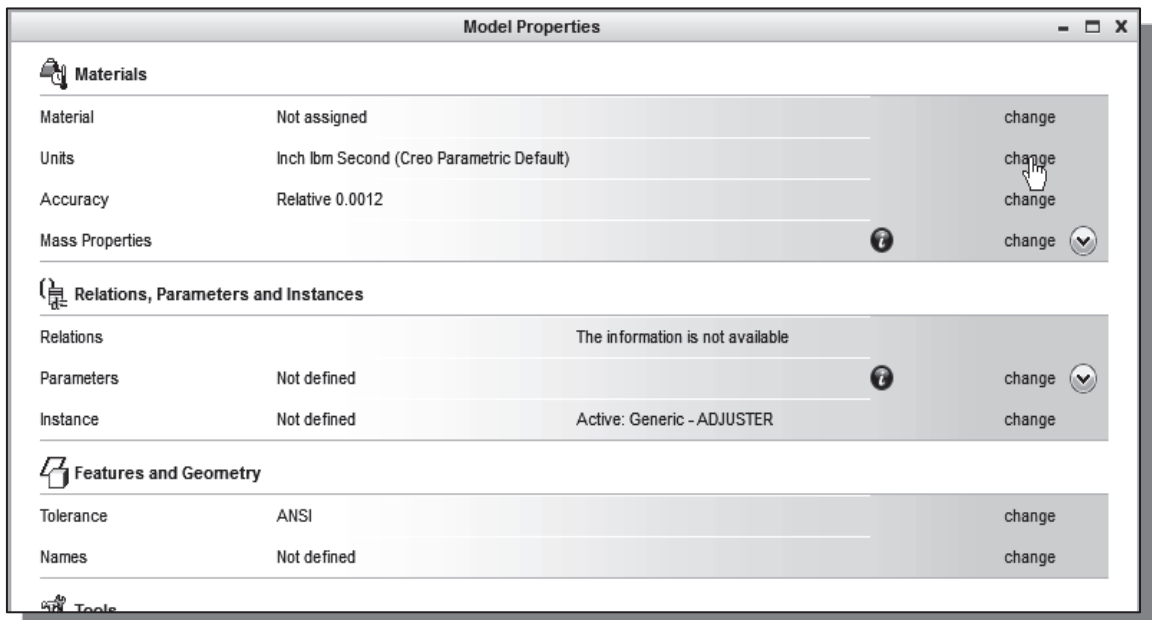 Model Properties
Materials
Material Not assigned change
Units Inch lbm Second (Creo Parametric Default) change
Accuracy Relative 0.0012 change
Mass Properties change
Relations, Parameters and Instances
Relations The information is not available
Parameters Not defined change
Instance Not defined Active: Generic - ADJUSTER change
Features and Geometry
Tolerance ANSI change
Names Not defined change
Tools